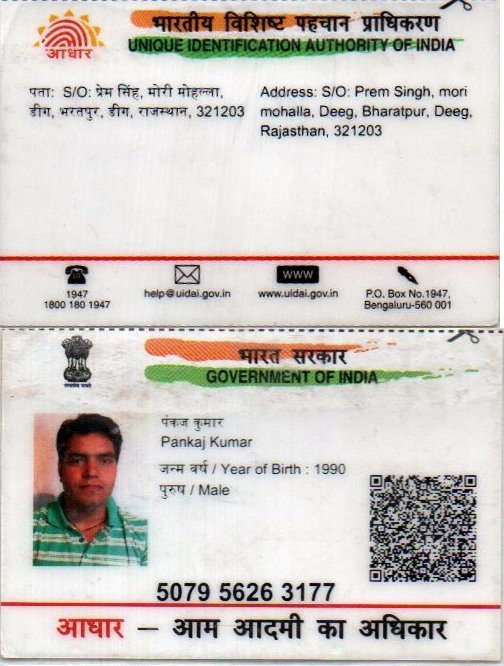 भारतीय विशिष्ट पहचान प्राधिकरण
UNIQUE IDENTIFICATION AUTHORITY OF INDIA
आधार
पता: S/O: प्रेम सिंह, मोरी मोहल्ला,
डीग, भरतपुर, डीग, राजस्थान, 321203
Address: S/O: Prem Singh, mori
mohalla, Deeg, Bharatpur, Deeg,
Rajasthan, 321203
1947
1800 180 1947
help@uidai.gov.in
WWW
www.uidai.gov.in
P.O. Box No.1947,
Bengaluru-560 001
भारत सरकार
GOVERNMENT OF INDIA
पंकज कुमार
Pankaj Kumar
जन्म वर्ष / Year of Birth : 1990
पुरुष / Male
5079 5626 3177
आधार — आम आदमी का अधिकार